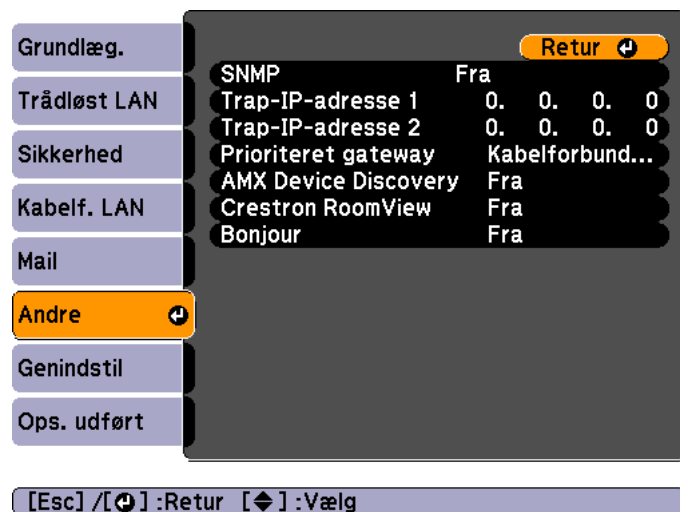 Grundlæg.
Trådløst LAN
Sikkerhed
Kabelf. LAN
Mail
Andre
Genindstil
Ops. udført
Retur
SNMP Fra
Trap-IP-adresse 1 0. 0. 0. 0
Trap-IP-adresse 2 0. 0. 0. 0
Prioriteret gateway Kabelforbund...
AMX Device Discovery Fra
Crestron RoomView Fra
Bonjour Fra
[Esc] /[⏎] :Retur [◆] :Vælg